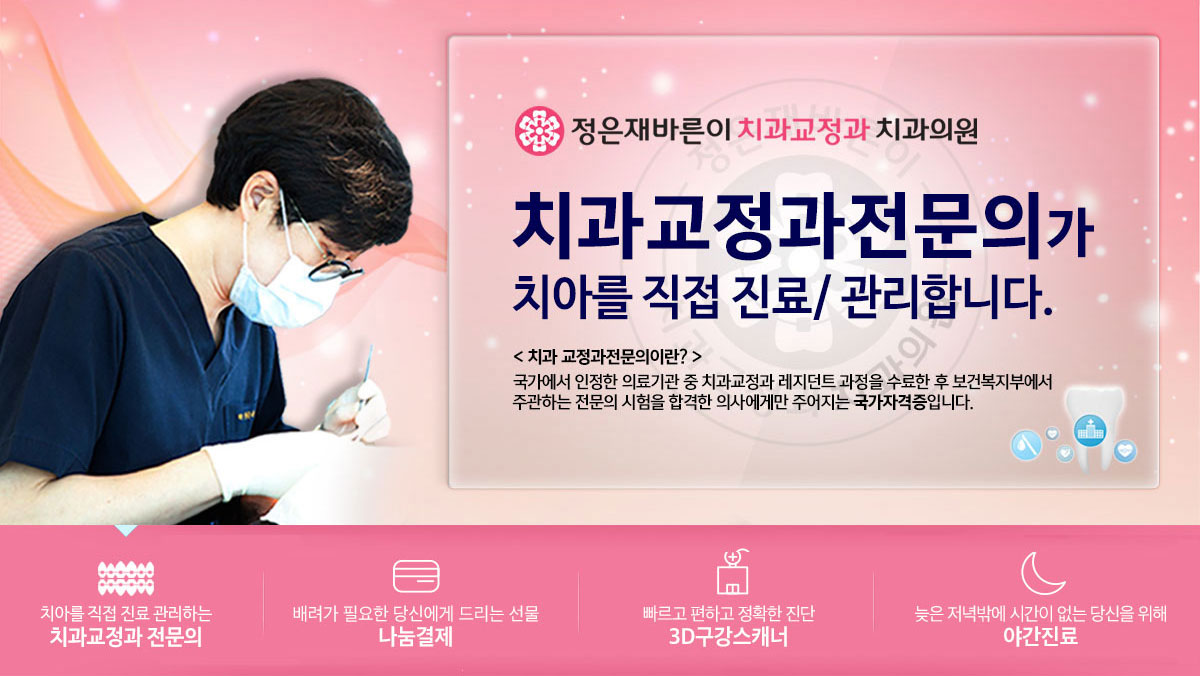 정은재바른이 치과교정과 치과의원
치과교정과전문의가
치아를 직접 진료/ 관리합니다.
< 치과 교정과전문의이란? >
국가에서 인정한 의료기관 중 치과교정과 레지던트 과정을 수료한 후 보건복지부에서
주관하는 전문의 시험을 합격한 의사에게만 주어지는 국가자격증입니다.
치아를 직접 진료 관리하는
치과교정과 전문의
배려가 필요한 당신에게 드리는 선물
나눔결제
빠르고 편하고 정확한 진단
3D구강스캐너
늦은 저녁밖에 시간이 없는 당신을 위해
야간진료